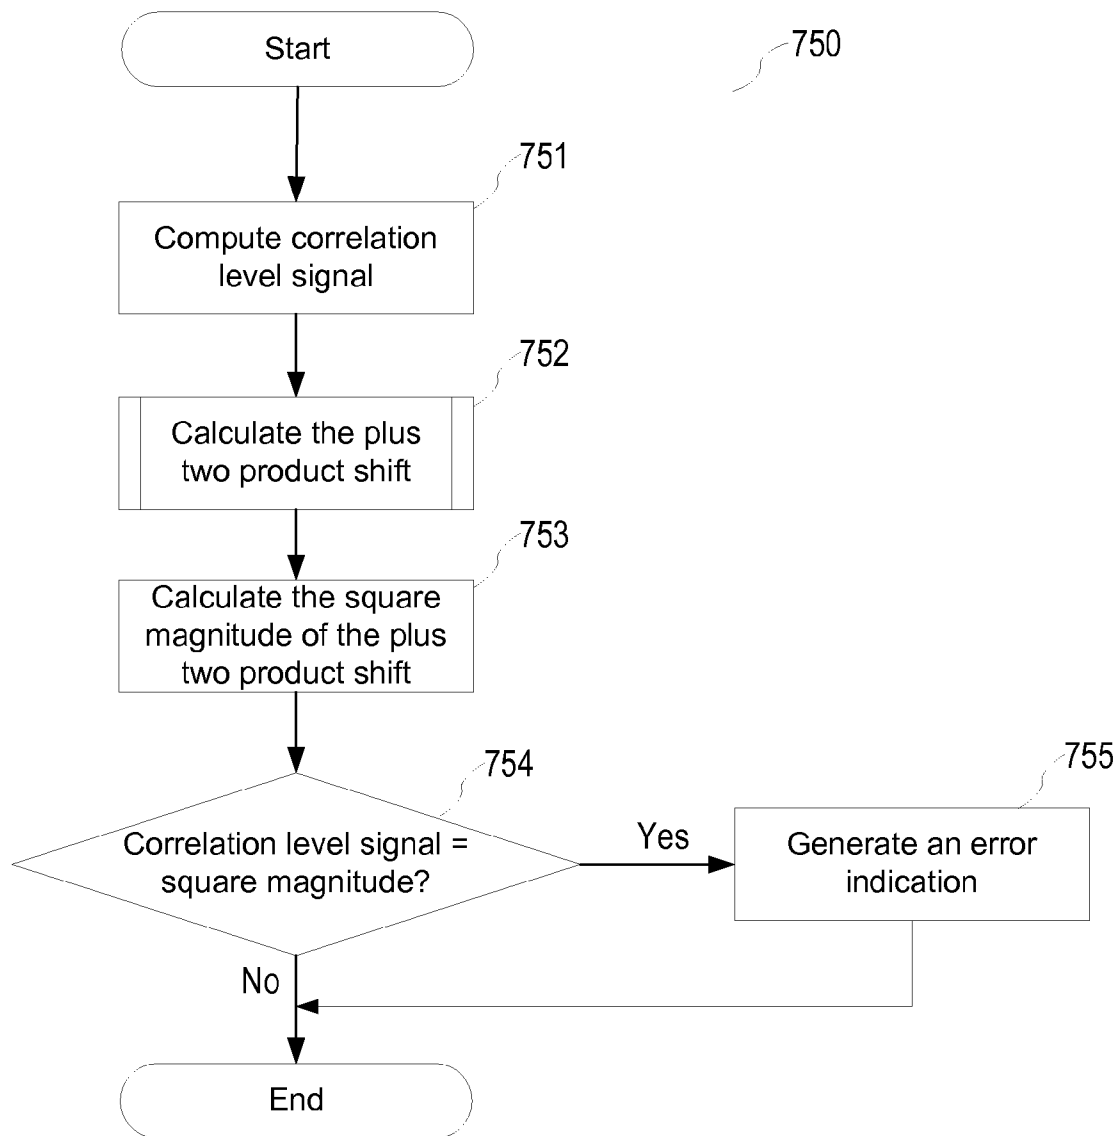 Start
750
751
Compute correlation
level signal
752
Calculate the plus
two product shift
753
Calculate the square
magnitude of the plus
two product shift
754
755
Correlation level signal =
square magnitude?
Yes
Generate an error
indication
No
End